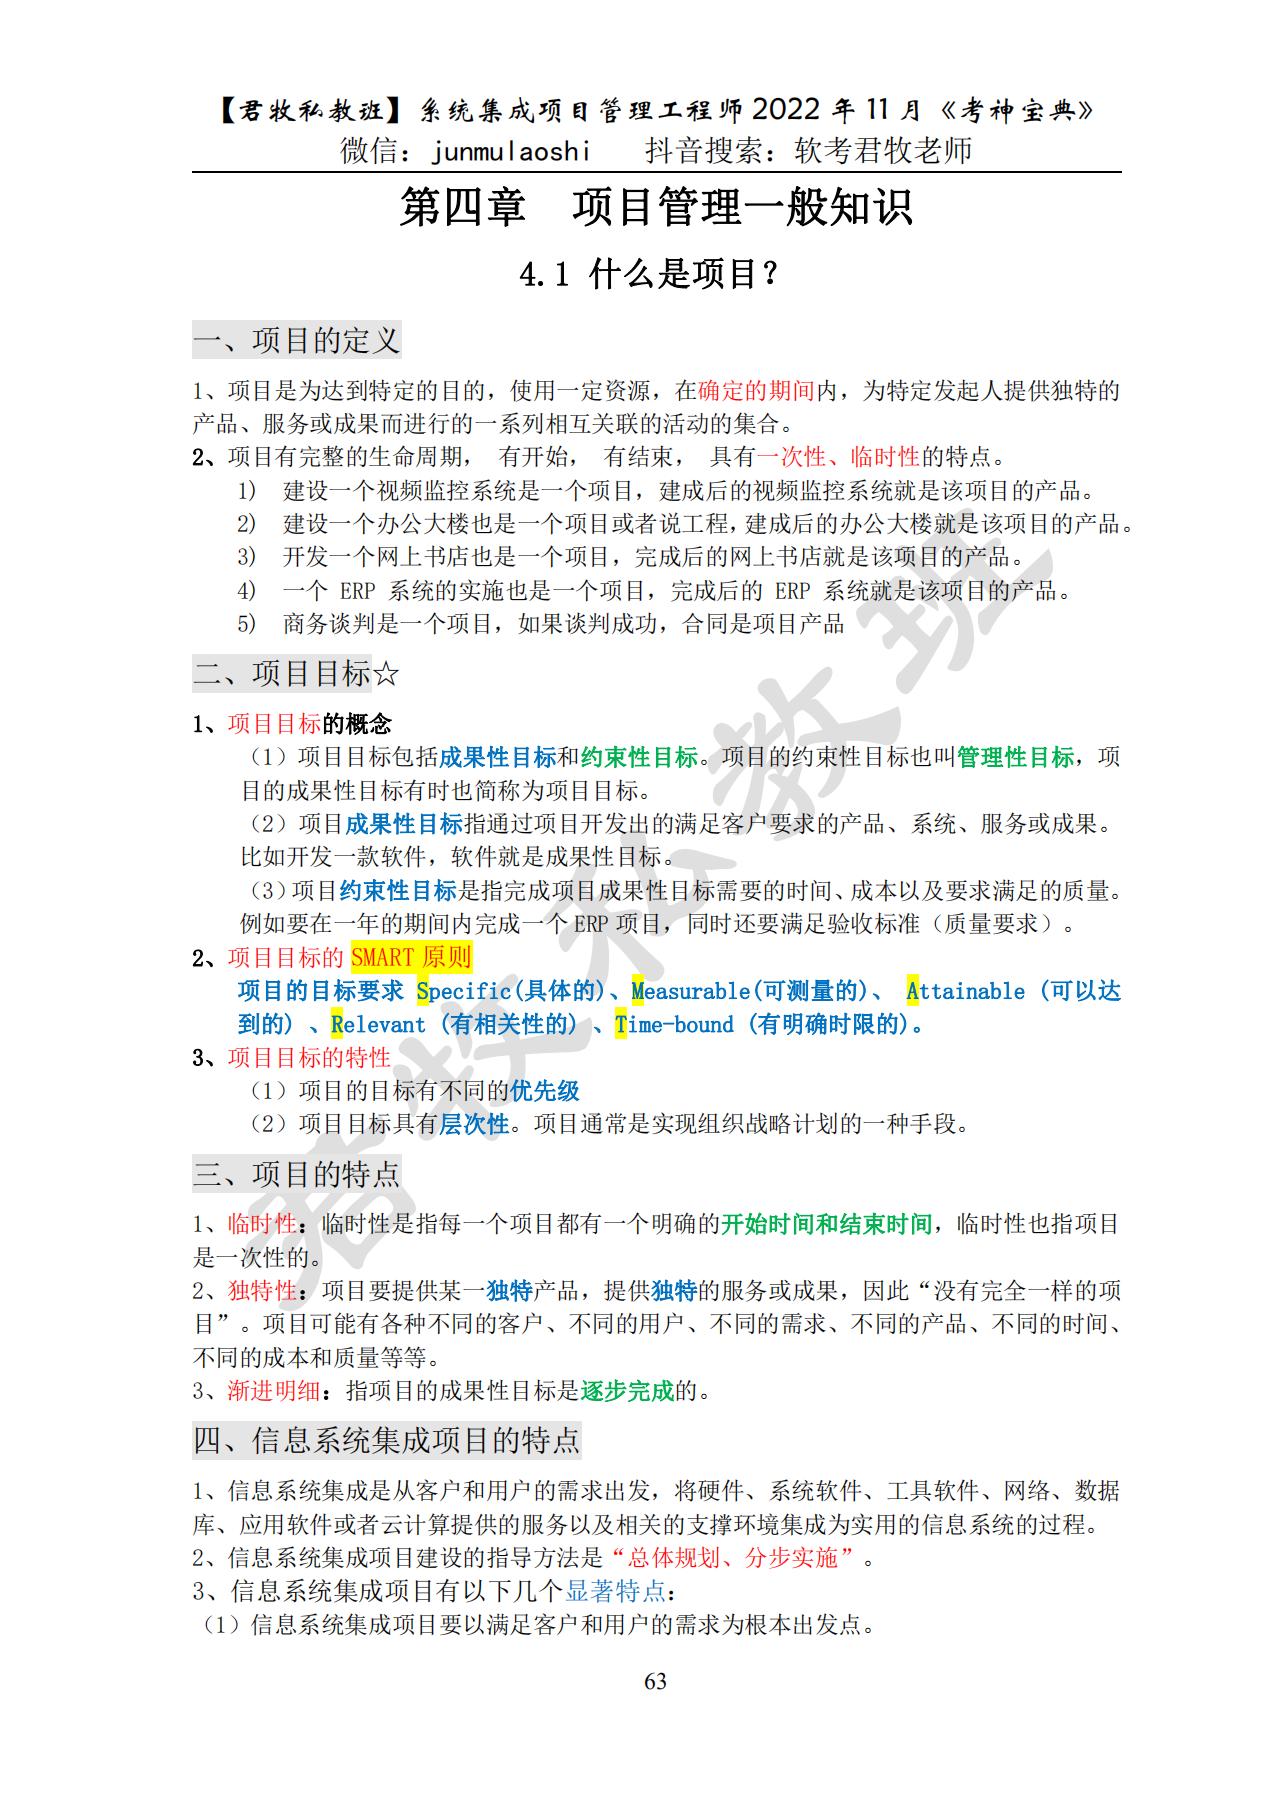 【君牧私教班】系统集成项目管理工程师 2022 年 11 月《考神宝典》
微信：junmulaoshi 抖音搜索：软考君牧老师
第四章 项目管理一般知识
4.1 什么是项目？
一、项目的定义
1、项目是为达到特定的目的，使用一定资源，在确定的期间内，为特定发起人提供独特的
产品、服务或成果而进行的一系列相互关联的活动的集合。
2、项目有完整的生命周期， 有开始， 有结束， 具有一次性、临时性的特点。
1) 建设一个视频监控系统是一个项目，建成后的视频监控系统就是该项目的产品。
2) 建设一个办公大楼也是一个项目或者说工程，建成后的办公大楼就是该项目的产品。
3) 开发一个网上书店也是一个项目，完成后的网上书店就是该项目的产品。
4) 一个 ERP 系统的实施也是一个项目，完成后的 ERP 系统就是该项目的产品。
5) 商务谈判是一个项目，如果谈判成功，合同是项目产品
二、项目目标☆
1、项目目标的概念
（1）项目目标包括成果性目标和约束性目标。项目的约束性目标也叫管理性目标，项
目的成果性目标有时也简称为项目目标。
（2）项目成果性目标指通过项目开发出的满足客户要求的产品、系统、服务或成果。
比如开发一款软件，软件就是成果性目标。
（3）项目约束性目标是指完成项目成果性目标需要的时间、成本以及要求满足的质量。
例如要在一年的期间内完成一个 ERP 项目，同时还要满足验收标准（质量要求）。
2、项目目标的 SMART 原则
项目的目标要求 Specific(具体的)、Measurable(可测量的)、 Attainable (可以达
到的) 、Relevant (有相关性的) 、Time-bound (有明确时限的)。
3、项目目标的特性
（1）项目的目标有不同的优先级
（2）项目目标具有层次性。项目通常是实现组织战略计划的一种手段。
三、项目的特点
1、临时性：临时性是指每一个项目都有一个明确的开始时间和结束时间，临时性也指项目
是一次性的。
2、独特性：项目要提供某一独特产品，提供独特的服务或成果，因此“没有完全一样的项
目”。项目可能有各种不同的客户、不同的用户、不同的需求、不同的产品、不同的时间、
不同的成本和质量等等。
3、渐进明细：指项目的成果性目标是逐步完成的。
四、信息系统集成项目的特点
1、信息系统集成是从客户和用户的需求出发，将硬件、系统软件、工具软件、网络、数据
库、应用软件或者云计算提供的服务以及相关的支撑环境集成为实用的信息系统的过程。
2、信息系统集成项目建设的指导方法是“总体规划、分步实施”。
3、信息系统集成项目有以下几个显著特点：
（1）信息系统集成项目要以满足客户和用户的需求为根本出发点。
63
君牧私教班